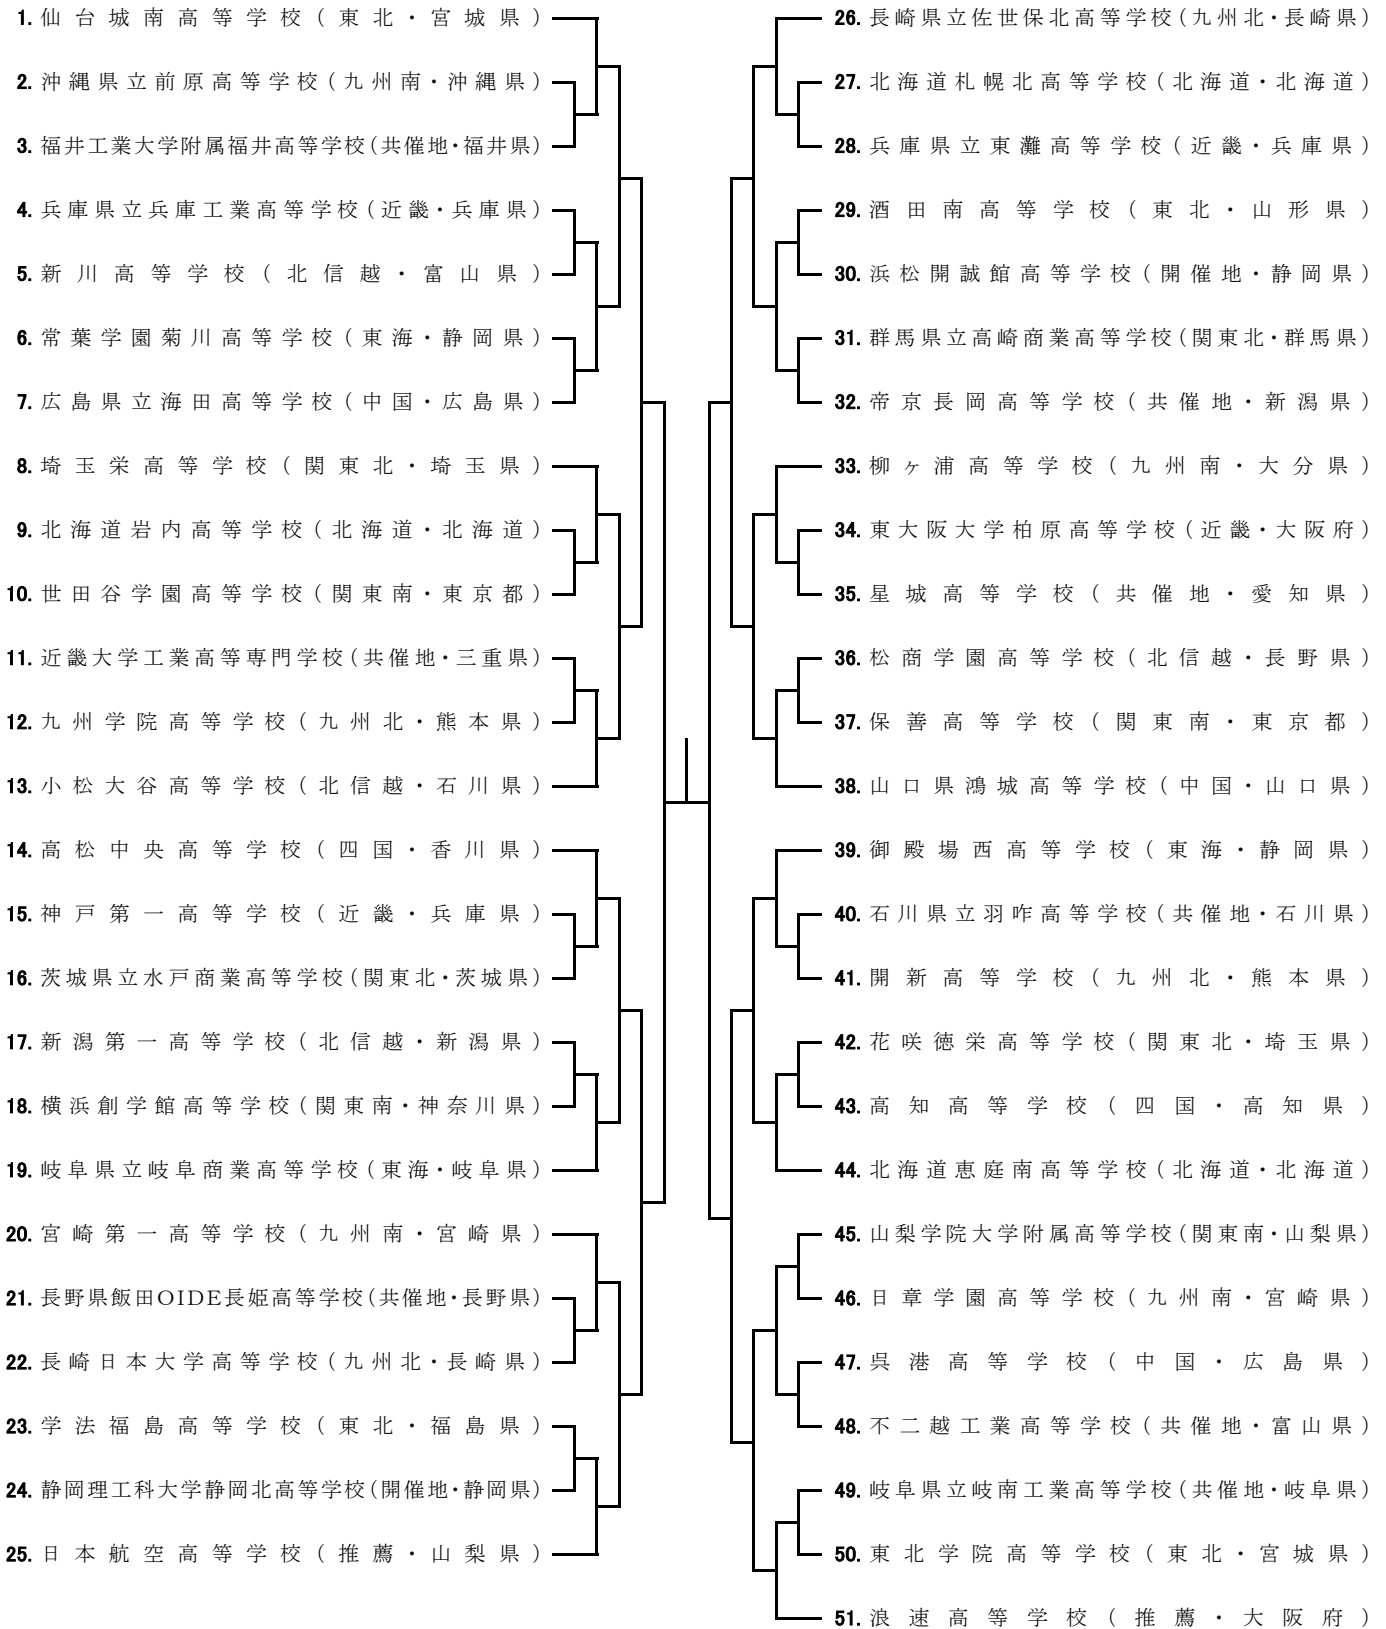 1. 仙台城南高等学校(東北・宮城県)
2. 沖縄県立前原高等学校(九州南・沖縄県)
3. 福井工業大学附属福井高等学校(共催地・福井県)
4. 兵庫県立兵庫工業高等学校(近畿・兵庫県)
5. 新川高等学校(北信越・富山県)
6. 常葉学園菊川高等学校(東海・静岡県)
7. 広島県立海田高等学校(中国・広島県)
8. 埼玉栄高等学校(関東北・埼玉県)
9. 北海道岩内高等学校(北海道・北海道)
10. 世田谷学園高等学校(関東南・東京都)
11. 近畿大学工業高等専門学校(共催地・三重県)
12. 九州学院高等学校(九州北・熊本県)
13. 小松大谷高等学校(北信越・石川県)
14. 高松中央高等学校(四国・香川県)
15. 神戸第一高等学校(近畿・兵庫県)
16. 茨城県立水戸商業高等学校(関東北・茨城県)
17. 新潟第一高等学校(北信越・新潟県)
18. 横浜創学館高等学校(関東南・神奈川県)
19. 岐阜県立岐阜商業高等学校(東海・岐阜県)
20. 宮崎第一高等学校(九州南・宮崎県)
21. 長野県飯田OIDE長姫高等学校(共催地・長野県)
22. 長崎日本大学高等学校(九州北・長崎県)
23. 学法福島高等学校(東北・福島県)
24. 静岡理工科大学静岡北高等学校(開催地・静岡県)
25. 日本航空高等学校(推薦・山梨県)
26. 長崎県立佐世保北高等学校(九州北・長崎県)
27. 北海道札幌北高等学校(北海道・北海道)
28. 兵庫県立東灘高等学校(近畿・兵庫県)
29. 酒田南高等学校(東北・山形県)
30. 浜松開誠館高等学校(開催地・静岡県)
31. 群馬県立高崎商業高等学校(関東北・群馬県)
32. 帝京長岡高等学校(共催地・新潟県)
33. 柳ヶ浦高等学校(九州南・大分県)
34. 東大阪大学柏原高等学校(近畿・大阪府)
35. 星城高等学校(共催地・愛知県)
36. 松商学園高等学校(北信越・長野県)
37. 保善高等学校(関東南・東京都)
38. 山口県鴻城高等学校(中国・山口県)
39. 御殿場西高等学校(東海・静岡県)
40. 石川県立羽咋高等学校(共催地・石川県)
41. 開新高等学校(九州北・熊本県)
42. 花咲徳栄高等学校(関東北・埼玉県)
43. 高知高等学校(四国・高知県)
44. 北海道恵庭南高等学校(北海道・北海道)
45. 山梨学院大学附属高等学校(関東南・山梨県)
46. 日章学園高等学校(九州南・宮崎県)
47. 呉港高等学校(中国・広島県)
48. 不二越工業高等学校(共催地・富山県)
49. 岐阜県立岐南工業高等学校(共催地・岐阜県)
50. 東北学院高等学校(東北・宮城県)
51. 浪速高等学校(推薦・大阪府)